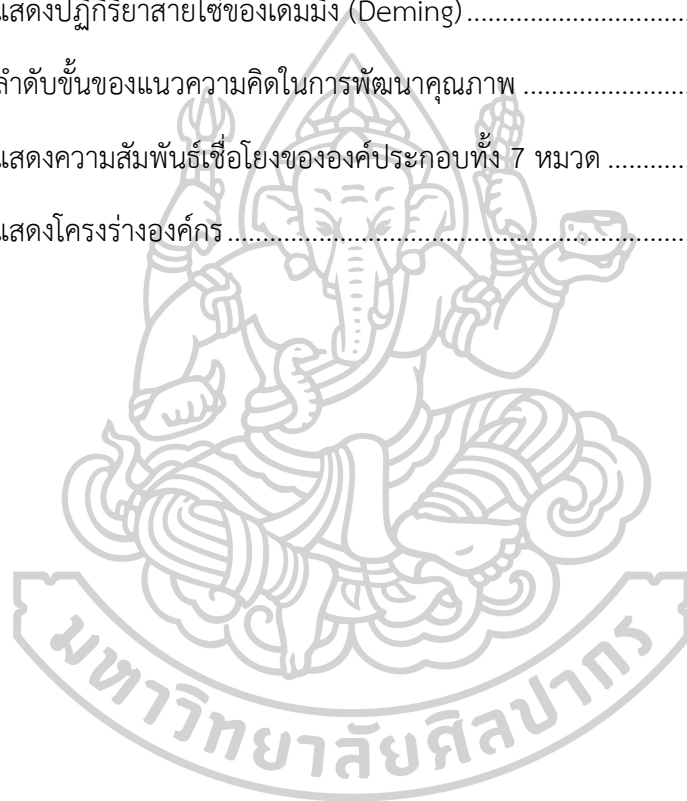 แสดงปฏิกิริยาสายโซ่ของเดมมิ่ง (Deming)....................................
ลำดับขั้นของแนวความคิดในการพัฒนาคุณภาพ ...........................
แสดงความสัมพันธ์เชื่อโยงขององค์ประกอบทั้ง 7 หมวด .............
แสดงโครงร่างองค์กร.........................................................................
มหาวิทยาลัยศิลปากร